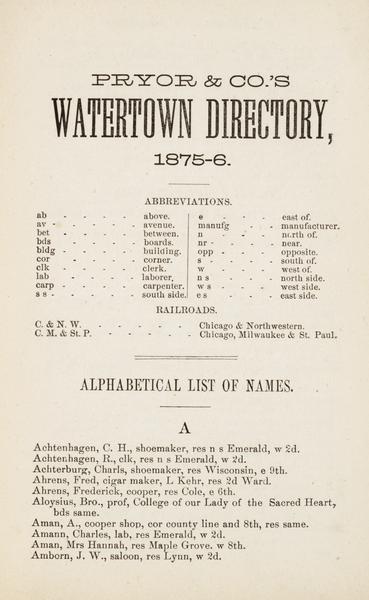 PRYOR & CO.'S
WATERTOWN DIRECTORY,
1875-6.
ABBREVIATIONS.
ab - - - - - above.
av - - - - - avenue.
bet - - - - - between.
bds - - - - boards.
bldg - - - - building.
cor - - - - corner.
clk - - - - clerk.
lab - - - - laborer.
carp - - - - carpenter.
s s - - - - - south side.
e - - - - east of.
manufg - - - manufacturer.
n - - - - north of.
nr - - - - near.
opp - - - - opposite.
s - - - - - south of.
w - - - - west of.
n s - - - - north side.
w s - - - - west side.
e s - - - - east side.
RAILROADS.
C. & N. W. - - - - - - Chicago & Northwestern.
C. M. & St. P. - - - - - Chicago, Milwaukee & St. Paul.
ALPHABETICAL LIST OF NAMES.
A
Achtenhagen, C. H., shoemaker, res n s Emerald, w 2d.
Achtenhagen, R., clk, res n s Emerald, w 2d.
Achterburg, Charls, shoemaker, res Wisconsin, e 9th.
Ahrens, Fred, cigar maker, L Kehr, res 2d Ward.
Ahrens, Frederick, cooper, res Cole, e 6th.
Aloysius, Bro., prof, College of our Lady of the Sacred Heart,
bds same.
Aman, A., cooper shop, cor county line and 8th, res same.
Amann, Charles, lab, res Emerald, w 2d.
Aman, Mrs Hannah, res Maple Grove. w 8th.
Amborn, J. W., saloon, res Lynn, w 2d.